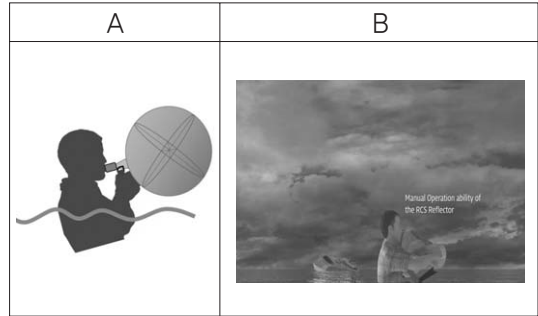 A
B
Manual Operation ability of
the RCS Reflector